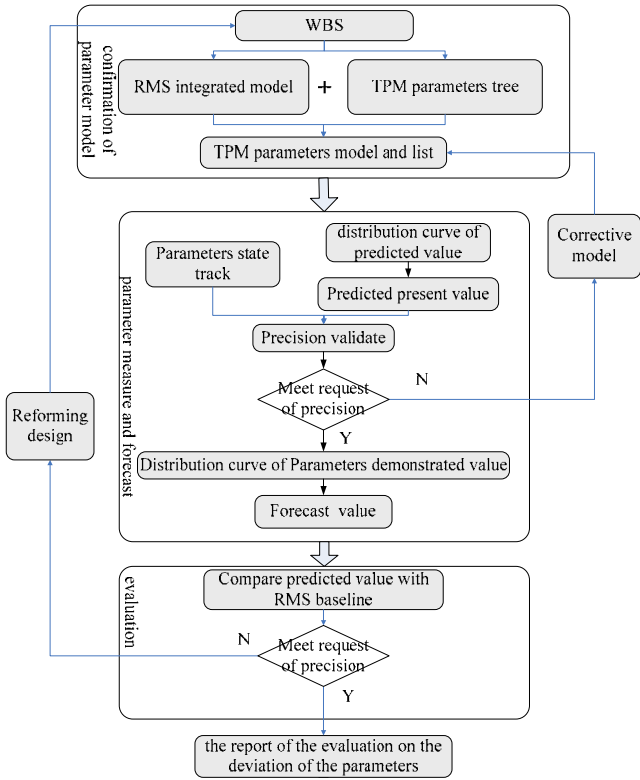 WBS
confirmation of
parameter model
RMS integrated model
+
TPM parameters tree
TPM parameters model and list
parameter measure and forecast
distribution curve of
predicted value
Parameters state
track
Predicted present value
Corrective
model
Precision validate
Meet request
of precision
N
Y
Reforming
design
Distribution curve of Parameters demonstrated value
Forecast value
evaluation
Compare predicted value with
RMS baseline
Meet request
of precision
N
Y
the report of the evaluation on the
deviation of the parameters